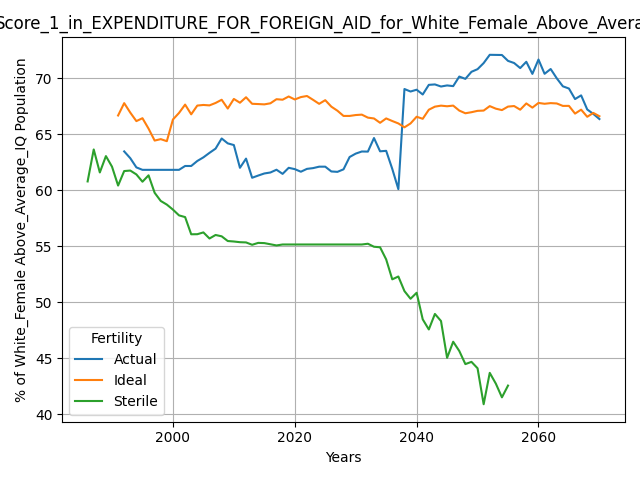 Score_1_in_EXPENDITURE_FOR_FOREIGN_AID_for_White_Female_Above_Avera
% of White_Female Above_Average_IQ Population
70
65
60
55
50
45
40
Fertility
Actual
Ideal
Sterile
2000
2020
2040
2060
Years